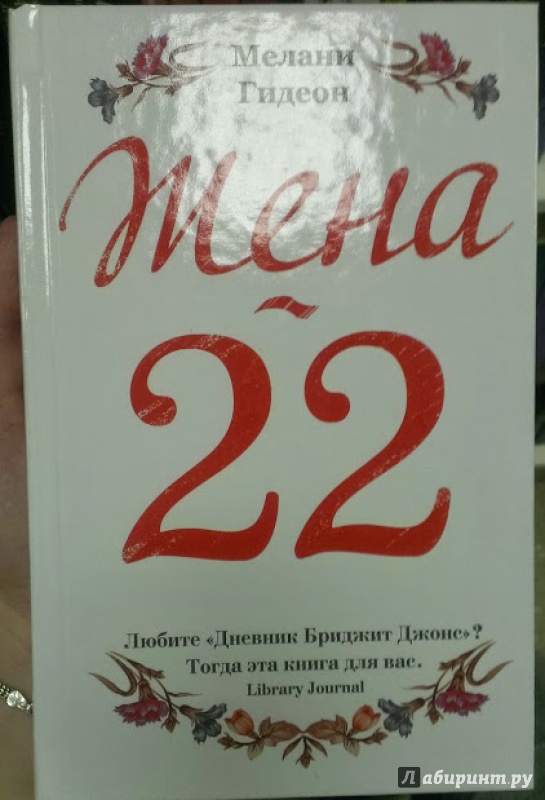 Мелани
Гидеон
Жена
~
22
Любите «Дневник Бриджит Джонс»?
Тогда эта книга для вас.
Library Journal
Лабиринт.ру